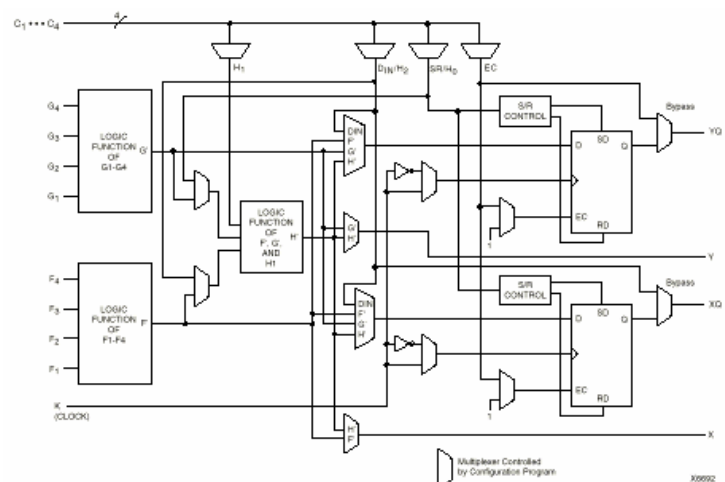 C1 ••• C4
4
H1
DIN/H2
SR/H0
EC
G4
G3
G2
G1
LOGIC
FUNCTION
OF
G1-G4
G'
DIN
F'
G'
H'
S/R
CONTROL
Bypass
D
SD
Q
YQ
EC
RD
1
LOGIC
FUNCTION
OF
F', G',
AND
H1
H'
G'
H'
Y
F4
F3
F2
F1
LOGIC
FUNCTION
OF
F1-F4
F'
DIN
F'
G'
H'
S/R
CONTROL
Bypass
D
SD
Q
XQ
EC
RD
1
K
(CLOCK)
H'
F'
X
Multiplexer Controlled
by Configuration Program
X6692